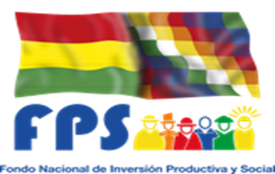 FPS
Fondo Nacional de Inversión Productiva y Social